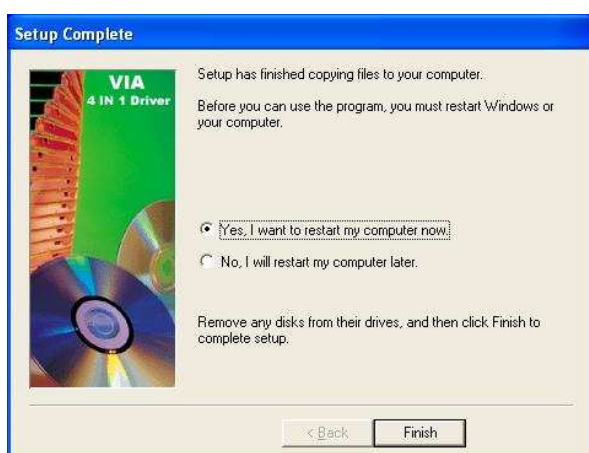 Setup Complete
VIA
4 IN 1 Driver
Setup has finished copying files to your computer.
Before you can use the program, you must restart Windows or
your computer.
Yes, I want to restart my computer now.
No, I will restart my computer later.
Remove any disks from their drives, and then click Finish to
complete setup.
< Back
Finish